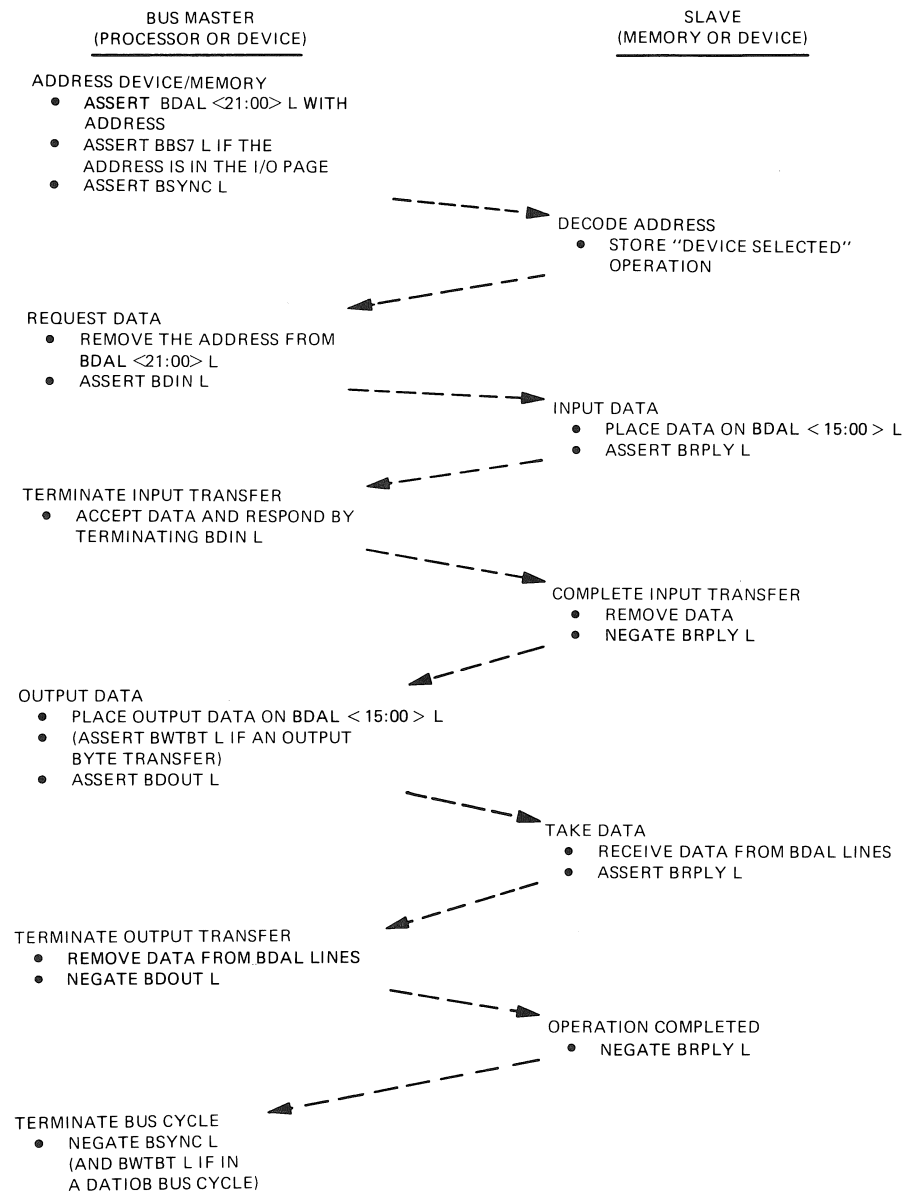 BUS MASTER
(PROCESSOR OR DEVICE)
SLAVE
(MEMORY OR DEVICE)
ADDRESS DEVICE/MEMORY
● ASSERT BDAL <21:00> L WITH
ADDRESS
● ASSERT BBS7 L IF THE
ADDRESS IS IN THE I/O PAGE
● ASSERT BSYNC L
DECODE ADDRESS
● STORE "DEVICE SELECTED"
OPERATION
REQUEST DATA
● REMOVE THE ADDRESS FROM
BDAL <21:00> L
● ASSERT BDIN L
INPUT DATA
● PLACE DATA ON BDAL <15:00> L
● ASSERT BRPLY L
TERMINATE INPUT TRANSFER
● ACCEPT DATA AND RESPOND BY
TERMINATING BDIN L
COMPLETE INPUT TRANSFER
● REMOVE DATA
● NEGATE BRPLY L
OUTPUT DATA
● PLACE OUTPUT DATA ON BDAL <15:00> L
● (ASSERT BWTBT L IF AN OUTPUT
BYTE TRANSFER)
● ASSERT BDOUT L
TAKE DATA
● RECEIVE DATA FROM BDAL LINES
● ASSERT BRPLY L
TERMINATE OUTPUT TRANSFER
● REMOVE DATA FROM BDAL LINES
● NEGATE BDOUT L
OPERATION COMPLETED
● NEGATE BRPLY L
TERMINATE BUS CYCLE
● NEGATE BSYNC L
(AND BWTBT L IF IN
A DATIOB BUS CYCLE)